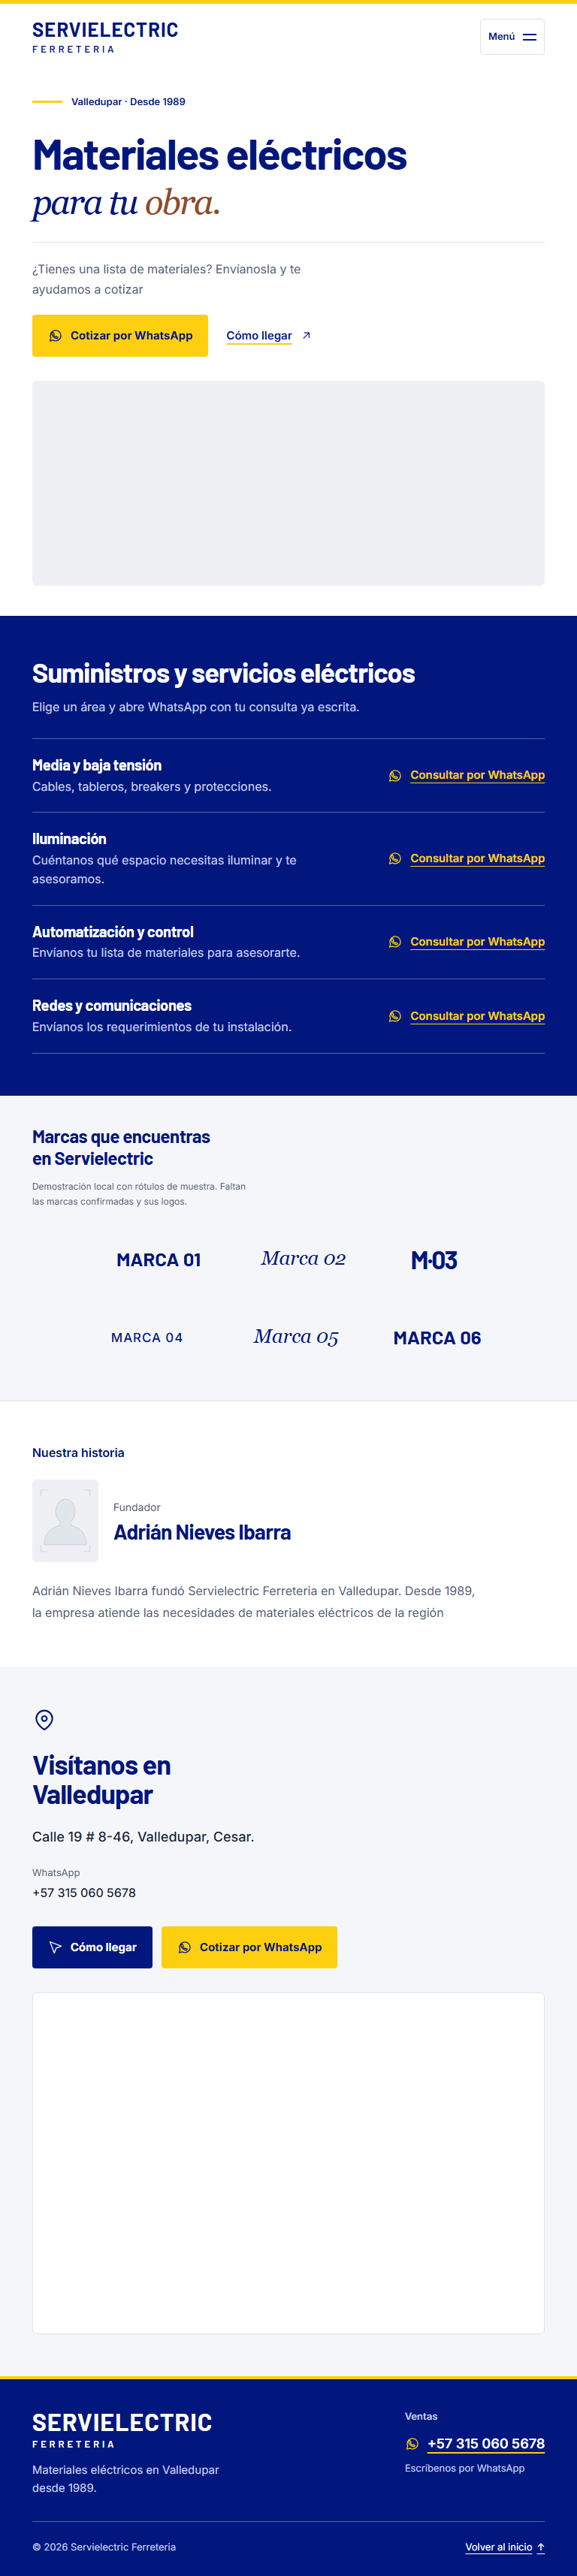 SERVIELECTRIC
FERRETERIA
Menú
Valledupar · Desde 1989
Materiales eléctricos
para tu obra.
¿Tienes una lista de materiales? Envíanosla y te
ayudamos a cotizar
Cotizar por WhatsApp
Cómo llegar
Suministros y servicios eléctricos
Elige un área y abre WhatsApp con tu consulta ya escrita.
Media y baja tensión
Cables, tableros, breakers y protecciones.
Consultar por WhatsApp
Iluminación
Cuéntanos qué espacio necesitas iluminar y te
asesoramos.
Consultar por WhatsApp
Automatización y control
Envíanos tu lista de materiales para asesorarte.
Consultar por WhatsApp
Redes y comunicaciones
Envíanos los requerimientos de tu instalación.
Consultar por WhatsApp
Marcas que encuentras
en Servielectric
Demostración local con rótulos de muestra. Faltan
las marcas confirmadas y sus logos.
MARCA 01
Marca 02
M·03
MARCA 04
Marca 05
MARCA 06
Nuestra historia
Fundador
Adrián Nieves Ibarra
Adrián Nieves Ibarra fundó Servielectric Ferreteria en Valledupar. Desde 1989,
la empresa atiende las necesidades de materiales eléctricos de la región
Visítanos en
Valledupar
Calle 19 # 8-46, Valledupar, Cesar.
WhatsApp
+57 315 060 5678
Cómo llegar
Cotizar por WhatsApp
SERVIELECTRIC
FERRETERIA
Materiales eléctricos en Valledupar
desde 1989.
Ventas
+57 315 060 5678
Escríbenos por WhatsApp
© 2026 Servielectric Ferreteria
Volver al inicio ↑